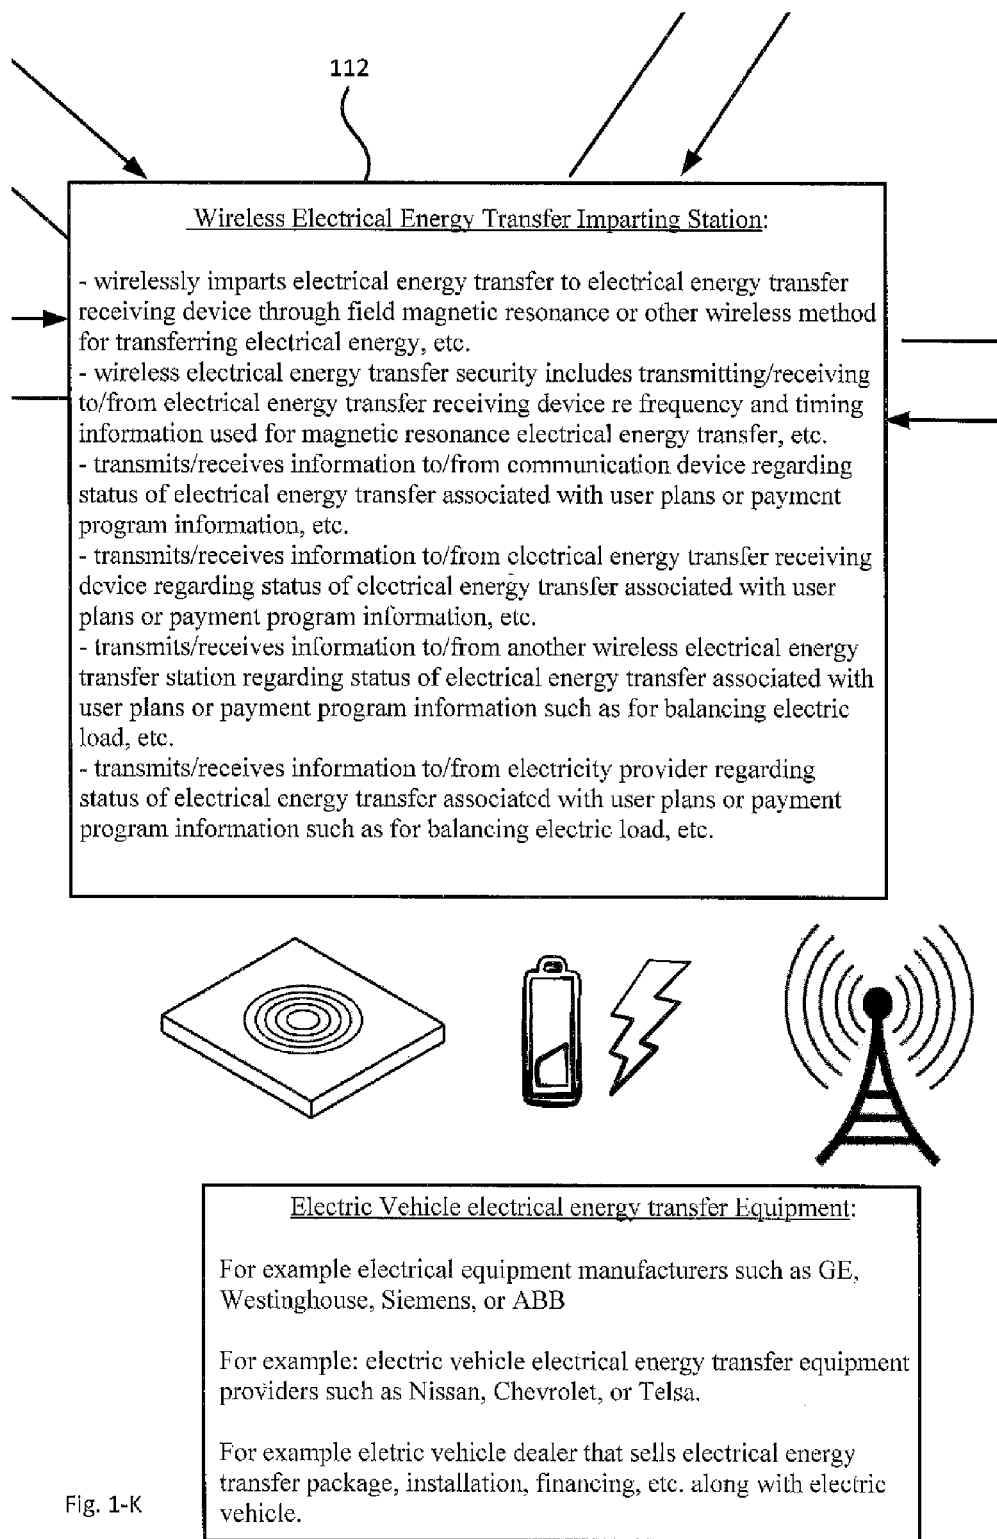 112
Wireless Electrical Energy Transfer Imparting Station:
- wirelessly imparts electrical energy transfer to electrical energy transfer
receiving device through field magnetic resonance or other wireless method
for transferring electrical energy, etc.
- wireless electrical energy transfer security includes transmitting/receiving
to/from electrical energy transfer receiving device re frequency and timing
information used for magnetic resonance electrical energy transfer, etc.
- transmits/receives information to/from communication device regarding
status of electrical energy transfer associated with user plans or payment
program information, etc.
- transmits/receives information to/from electrical energy transfer receiving
device regarding status of electrical energy transfer associated with user
plans or payment program information, etc.
- transmits/receives information to/from another wireless electrical energy
transfer station regarding status of electrical energy transfer associated with
user plans or payment program information such as for balancing electric
load, etc.
- transmits/receives information to/from electricity provider regarding
status of electrical energy transfer associated with user plans or payment
program information such as for balancing electric load, etc.
Electric Vehicle electrical energy transfer Equipment:
For example electrical equipment manufacturers such as GE,
Westinghouse, Siemens, or ABB
For example: electric vehicle electrical energy transfer equipment
providers such as Nissan, Chevrolet, or Telsa.
For example eletric vehicle dealer that sells electrical energy
transfer package, installation, financing, etc. along with electric
vehicle.
Fig. 1-K